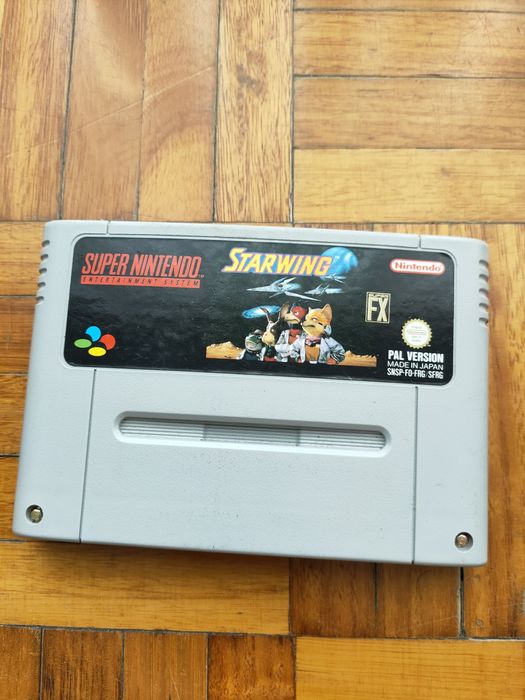 SUPER NINTENDO
ENTERTAINMENT SYSTEM
STARWING
Nintendo
FX
PAL VERSION
MADE IN JAPAN
SNSP-FO-FRG/SFRG